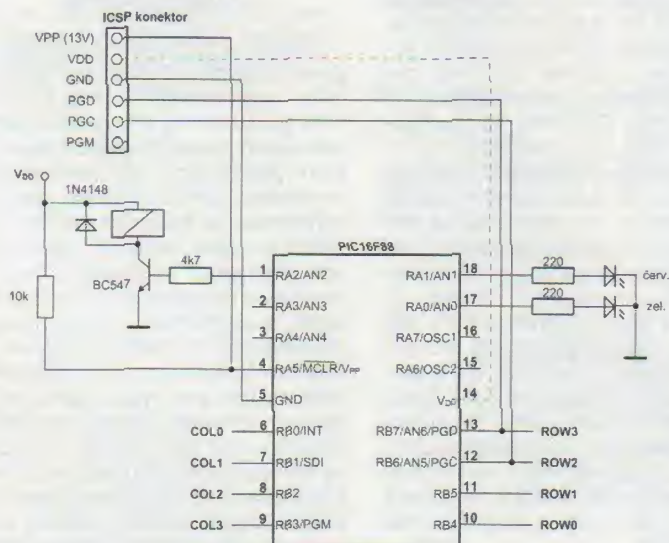 ICSP konektor
VPP (13V)
VDD
GND
PGD
PGC
PGM
VDD
1N4148
10k
BC547
4k7
PIC16F88
1 RA2/AN2
2 RA3/AN3
3 RA4/AN4
4 RA5/MCLR/VPP
5 GND
COL0 6 RB0/INT
COL1 7 RB1/SDI
COL2 8 RB2
COL3 9 RB3/PGM
RA1/AN1 18 220 červ.
RA0/AN0 17 220 zel.
RA7/OSC1 16
RA6/OSC2 15
VDD 14
RB7/AN6/PGD 13 ROW3
RB6/AN5/PGC 12 ROW2
RB5 11 ROW1
RB4 10 ROW0